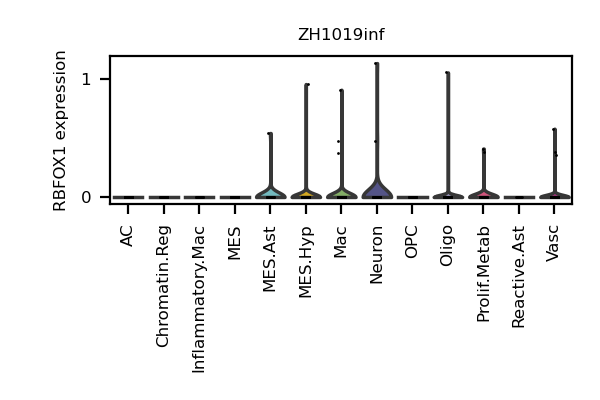 ZH1019inf
RBFOX1 expression
1
0
AC
Chromatin.Reg
Inflammatory.Mac
MES
MES.Ast
MES.Hyp
Mac
Neuron
OPC
Oligo
Prolif.Metab
Reactive.Ast
Vasc